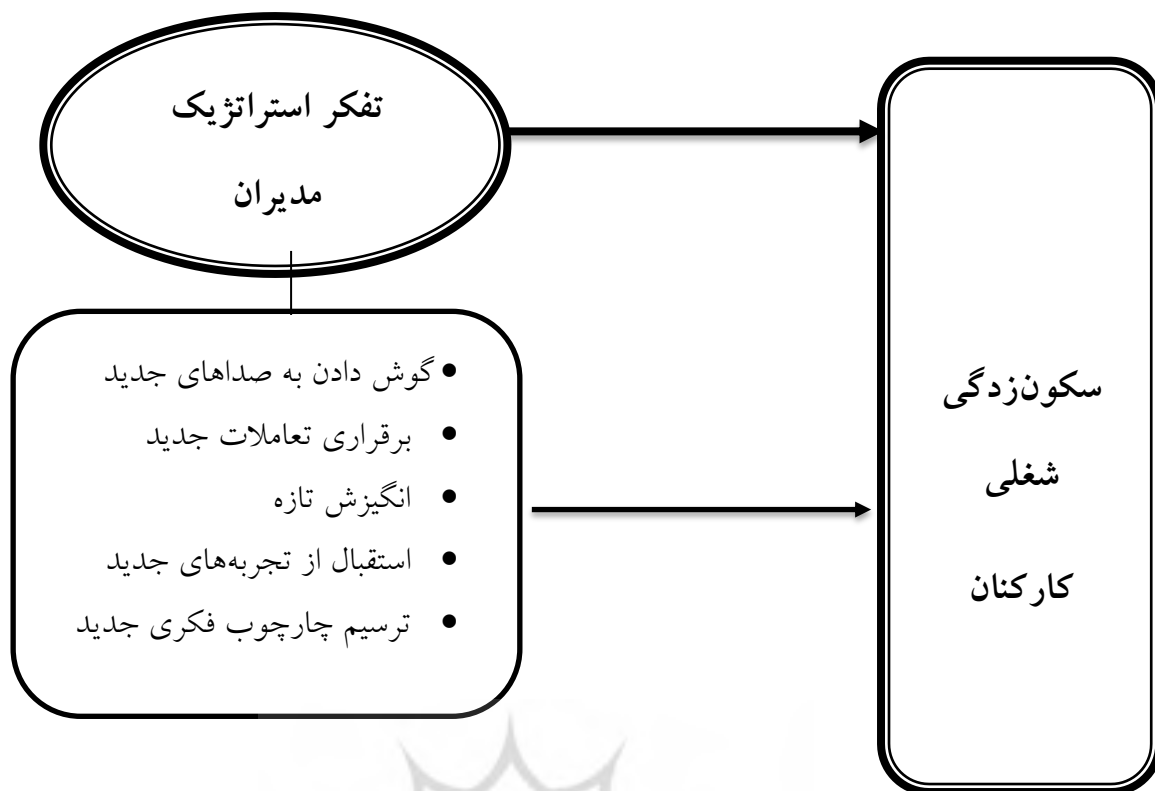 تفکر استراتژیک
مدیران
• گوش دادن به صداهای جدید
• برقراری تعاملات جدید
• انگیزش تازه
• استقبال از تجربه‌های جدید
• ترسیم چارچوب فکری جدید
سکون‌زدگی
شغلی
کارکنان